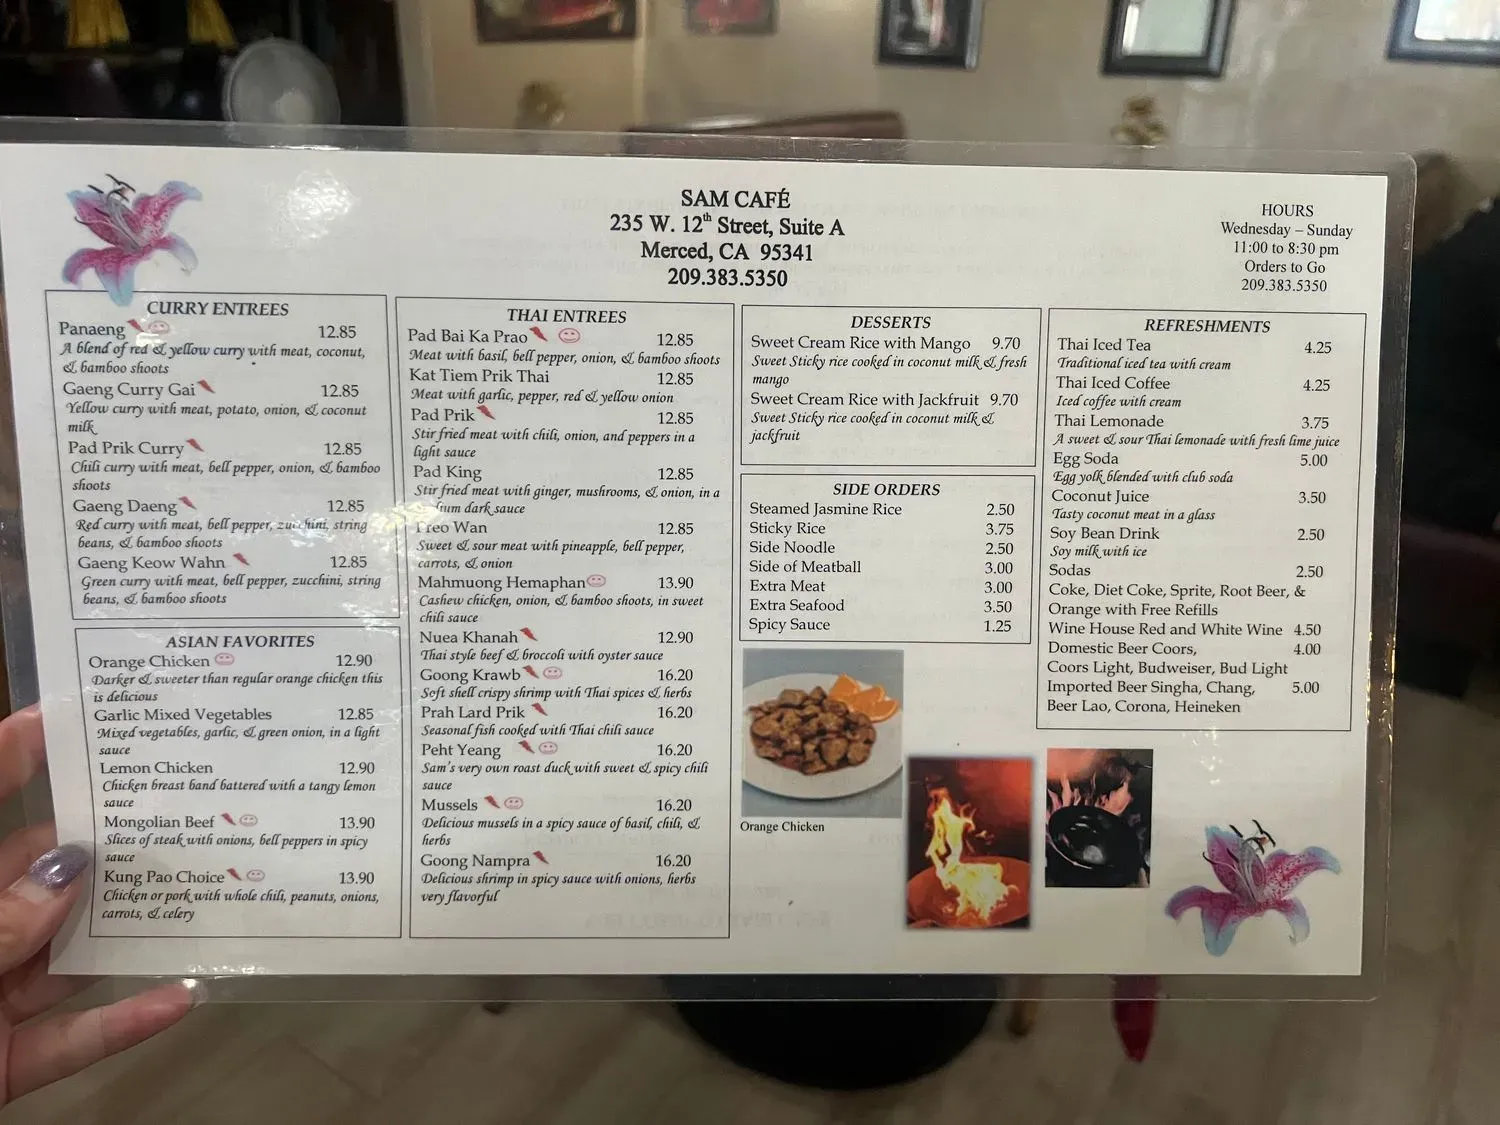 SAM CAFÉ
235 W. 12th Street, Suite A
Merced, CA 95341
209.383.5350
HOURS
Wednesday – Sunday
11:00 to 8:30 pm
Orders to Go
209.383.5350
CURRY ENTREES
Panaeng 12.85
A blend of red & yellow curry with meat, coconut,
& bamboo shoots
Gaeng Curry Gai 12.85
Yellow curry with meat, potato, onion, & coconut
milk
Pad Prik Curry 12.85
Chili curry with meat, bell pepper, onion, & bamboo
shoots
Gaeng Daeng 12.85
Red curry with meat, bell pepper, zucchini, string
beans, & bamboo shoots
Gaeng Keow Wahn 12.85
Green curry with meat, bell pepper, zucchini, string
beans, & bamboo shoots
ASIAN FAVORITES
Orange Chicken 12.90
Darker & sweeter than regular orange chicken this
is delicious
Garlic Mixed Vegetables 12.85
Mixed vegetables, garlic, & green onion, in a light
sauce
Lemon Chicken 12.90
Chicken breast band battered with a tangy lemon
sauce
Mongolian Beef 13.90
Slices of steak with onions, bell peppers in spicy
sauce
Kung Pao Choice 13.90
Chicken or pork with whole chili, peanuts, onions,
carrots, & celery
THAI ENTREES
Pad Bai Ka Prao 12.85
Meat with basil, bell pepper, onion, & bamboo shoots
Kat Tiem Prik Thai 12.85
Meat with garlic, pepper, red & yellow onion
Pad Prik 12.85
Stir fried meat with chili, onion, and peppers in a
light sauce
Pad King 12.85
Stir fried meat with ginger, mushrooms, & onion, in a
dark sauce
Preo Wan 12.85
Sweet & sour meat with pineapple, bell pepper,
carrots, & onion
Mahmuong Hemaphan 13.90
Cashew chicken, onion, & bamboo shoots, in sweet
chili sauce
Nuea Khanah 12.90
Thai style beef & broccoli with oyster sauce
Goong Krawb 16.20
Soft shell crispy shrimp with Thai spices & herbs
Prah Lard Prik 16.20
Seasonal fish cooked with Thai chili sauce
Peht Yeang 16.20
Sam's very own roast duck with sweet & spicy chili
sauce
Mussels 16.20
Delicious mussels in a spicy sauce of basil, chili, &
herbs
Goong Nampra 16.20
Delicious shrimp in spicy sauce with onions, herbs
very flavorful
DESSERTS
Sweet Cream Rice with Mango 9.70
Sweet Sticky rice cooked in coconut milk & fresh
mango
Sweet Cream Rice with Jackfruit 9.70
Sweet Sticky rice cooked in coconut milk &
jackfruit
SIDE ORDERS
Steamed Jasmine Rice 2.50
Sticky Rice 3.75
Side Noodle 2.50
Side of Meatball 3.00
Extra Meat 3.00
Extra Seafood 3.50
Spicy Sauce 1.25
Orange Chicken
REFRESHMENTS
Thai Iced Tea 4.25
Traditional iced tea with cream
Thai Iced Coffee 4.25
Iced coffee with cream
Thai Lemonade 3.75
A sweet & sour Thai lemonade with fresh lime juice
Egg Soda 5.00
Egg yolk blended with club soda
Coconut Juice 3.50
Tasty coconut meat in a glass
Soy Bean Drink 2.50
Soy milk with ice
Sodas 2.50
Coke, Diet Coke, Sprite, Root Beer, &
Orange with Free Refills
Wine House Red and White Wine 4.50
Domestic Beer Coors, 4.00
Coors Light, Budweiser, Bud Light
Imported Beer Singha, Chang, 5.00
Beer Lao, Corona, Heineken